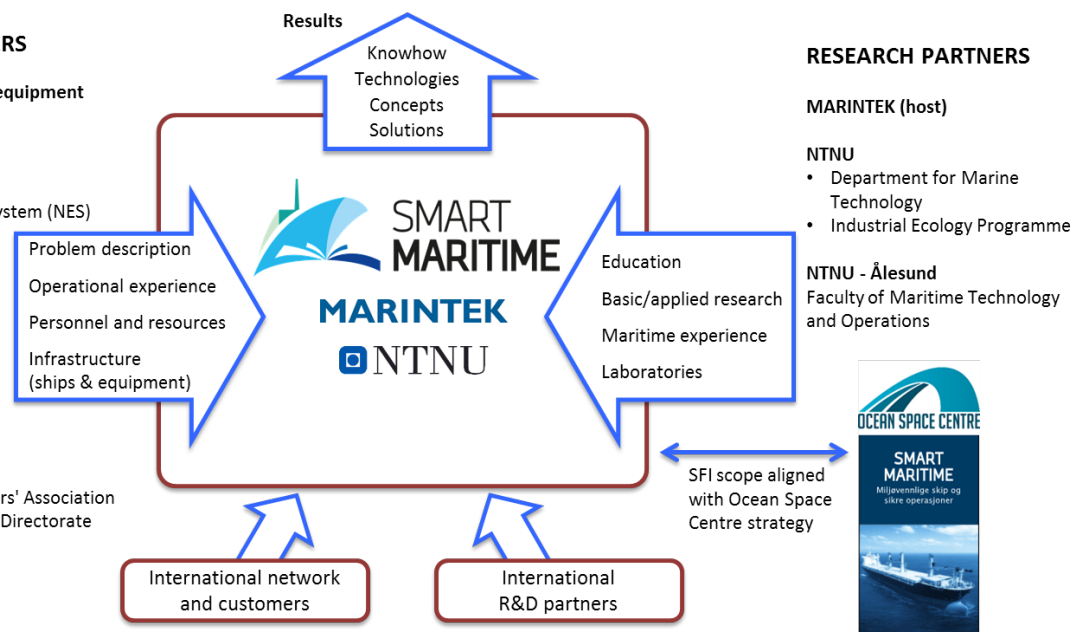 Results
Knowhow
Technologies
Concepts
Solutions
ERS
equipment
ystem (NES)
Problem description
Operational experience
Personnel and resources
Infrastructure
(ships & equipment)
SMART
MARITIME
MARINTEK
NTNU
Education
Basic/applied research
Maritime experience
Laboratories
RESEARCH PARTNERS
MARINTEK (host)
NTNU
• Department for Marine
Technology
• Industrial Ecology Programme
NTNU - Ålesund
Faculty of Maritime Technology
and Operations
rs' Association
Directorate
SFI scope aligned
with Ocean Space
Centre strategy
OCEAN SPACE CENTRE
SMART
MARITIME
Miljøvennlige skip og
sikre operasjoner
International network
and customers
International
R&D partners